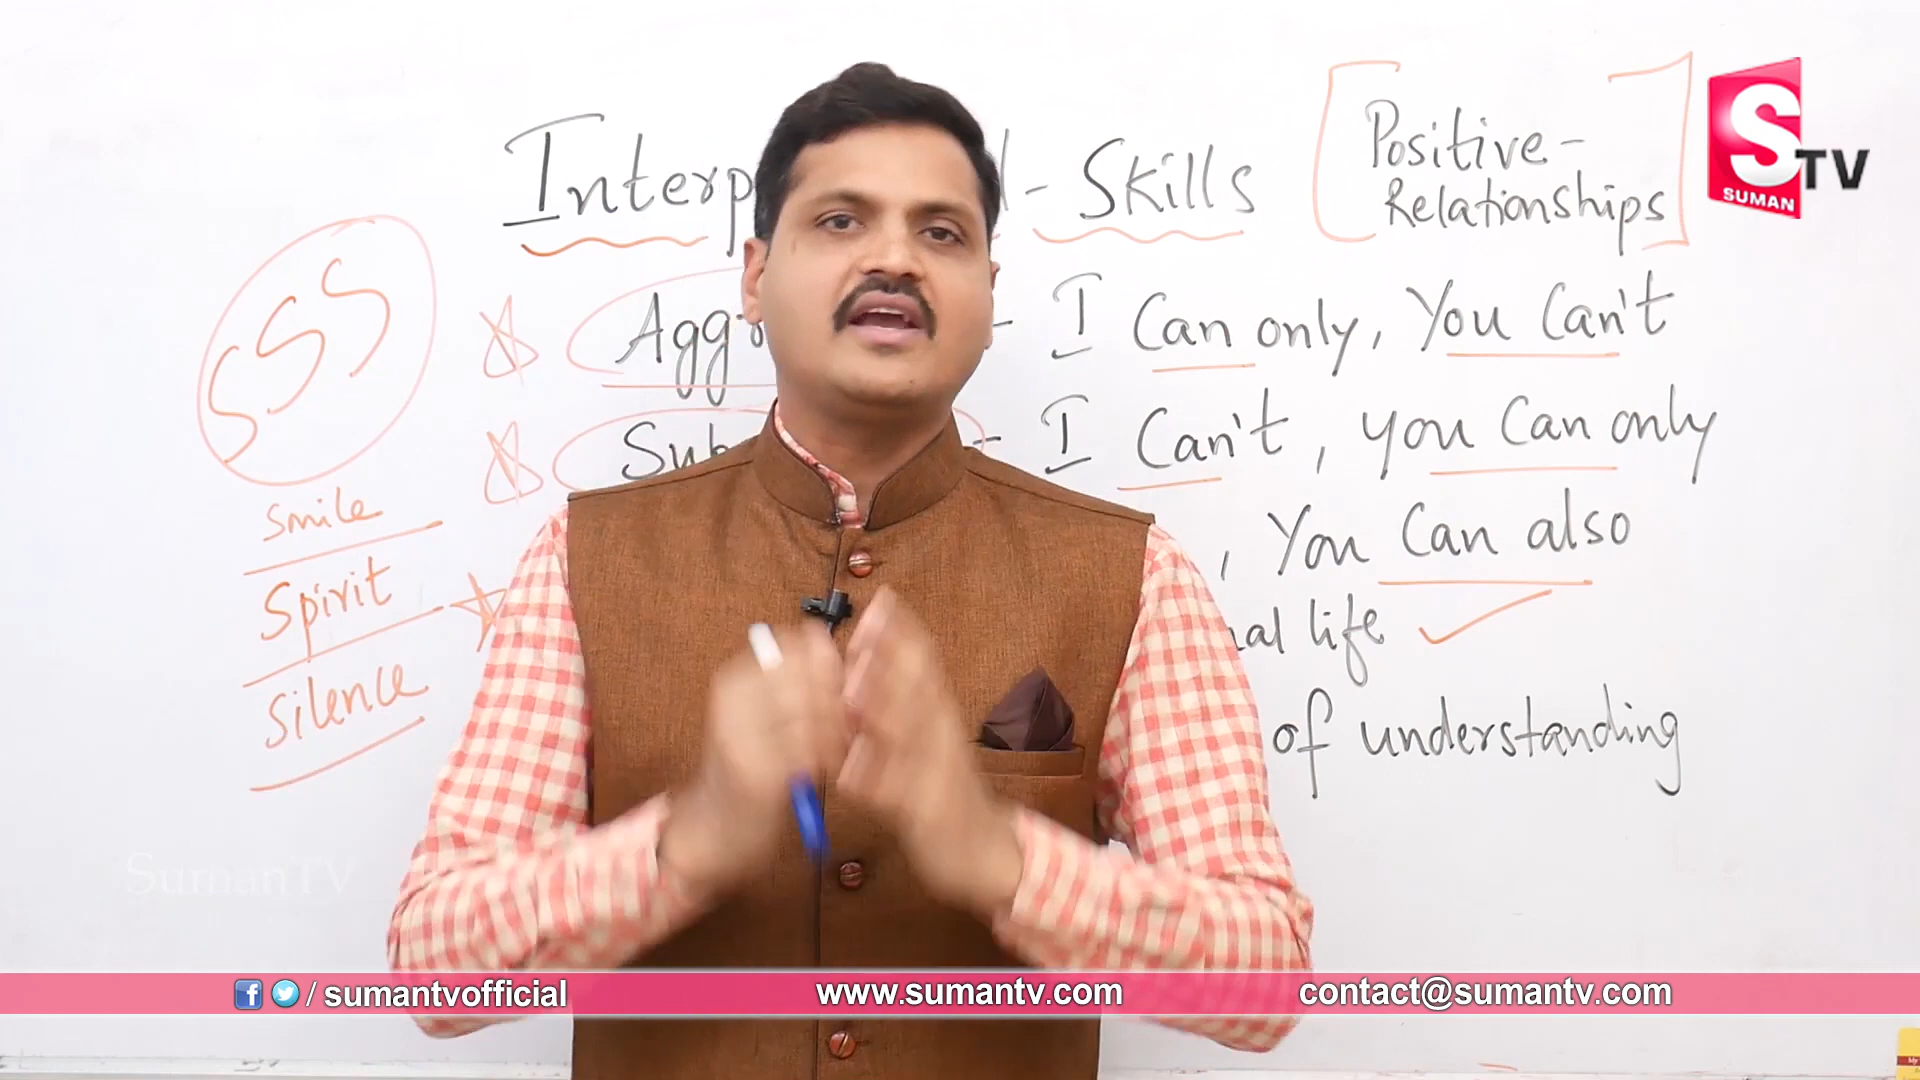 Interp - Skills
[Positive-
Relationships]
S
TV
SUMAN
SSS
Agg - I Can only, You Can't
Sub - I Can't, you Can only
, You Can also
life
of understanding
Smile
Spirit
Silence
SumanTV
/ sumantvofficial
www.sumantv.com
contact@sumantv.com